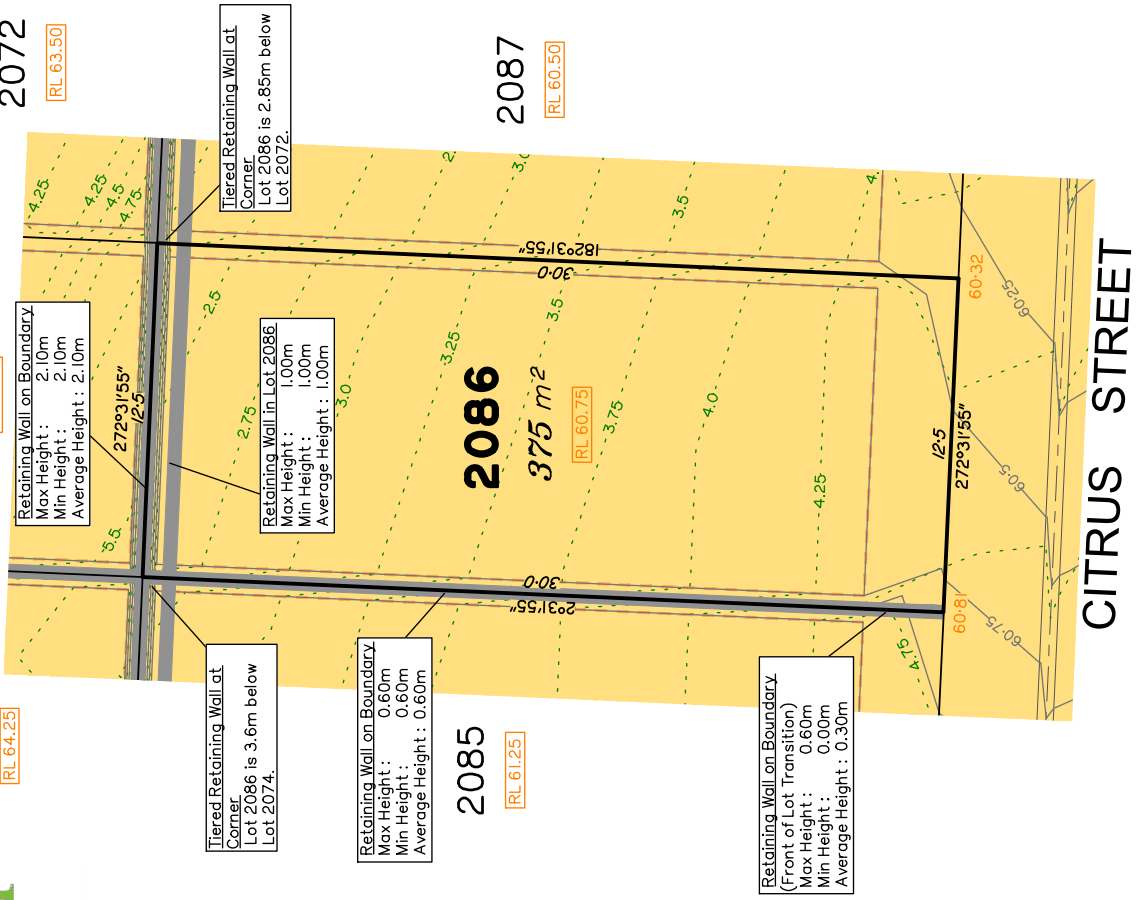 2072
RL 63.50
Tiered Retaining Wall at
Corner
Lot 2086 is 2.85m below
Lot 2072.
2087
RL 60.50
4.25
4.25
4.5
4.75
2.
3.0
3.5
4.
Retaining Wall on Boundary
Max Height : 2.10m
Min Height : 2.10m
Average Height : 2.10m
272°31'55"
12·5
Retaining Wall in Lot 2086
Max Height : 1.00m
Min Height : 1.00m
Average Height : 1.00m
182°31'55"
30·0
2.5
2.75
3.0
3.25
3.5
3.75
4.0
4.25
5.5
2086
375 m²
RL 60.75
60·32
60·25
12·5
272°31'55"
60·5
30·0
2°31'55"
60·81
60·75
4.75
CITRUS STREET
RL 64.25
Tiered Retaining Wall at
Corner
Lot 2086 is 3.6m below
Lot 2074.
Retaining Wall on Boundary
Max Height : 0.60m
Min Height : 0.60m
Average Height : 0.60m
2085
RL 61.25
Retaining Wall on Boundary
(Front of Lot Transition)
Max Height : 0.60m
Min Height : 0.00m
Average Height : 0.30m